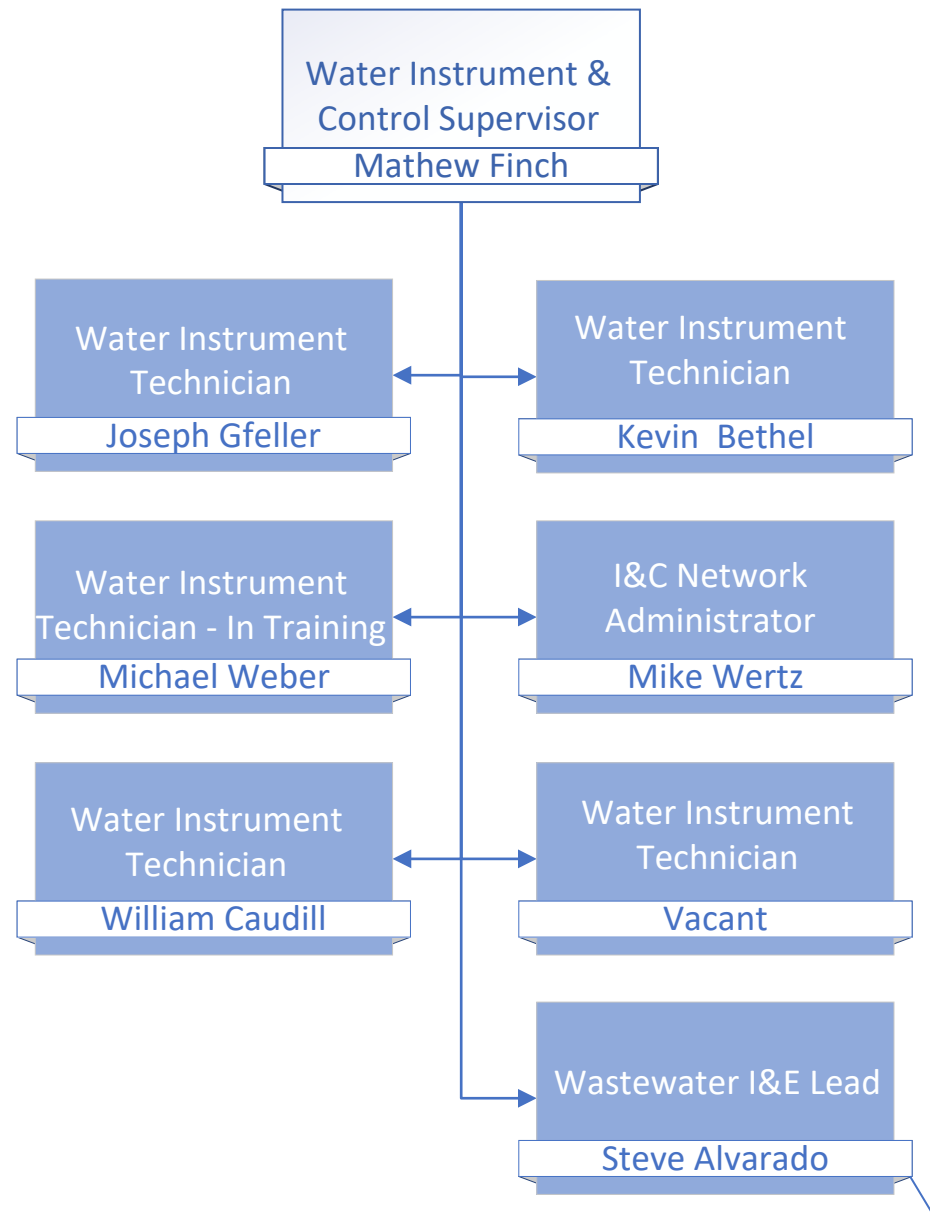 Water Instrument &
Control Supervisor
Mathew Finch
Water Instrument
Technician
Joseph Gfeller
Water Instrument
Technician
Kevin  Bethel
Water Instrument
Technician - In Training
Michael Weber
I&C Network
Administrator
Mike Wertz
Water Instrument
Technician
William Caudill
Water Instrument
Technician
Vacant
Wastewater I&E Lead
Steve Alvarado